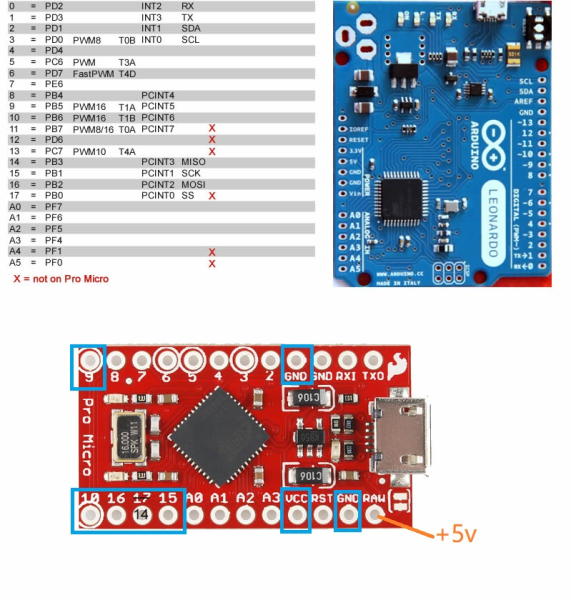 0 = PD2 INT2 RX
1 = PD3 INT3 TX
2 = PD1 INT1 SDA
3 = PD0 PWM8 T0B INT0 SCL
4 = PD4
5 = PC6 PWM T3A
6 = PD7 FastPWM T4D
7 = PE6
8 = PB4 PCINT4
9 = PB5 PWM16 T1A PCINT5
10 = PB6 PWM16 T1B PCINT6
11 = PB7 PWM8/16 T0A PCINT7 X
12 = PD6 X
13 = PC7 PWM10 T4A X
14 = PB3 PCINT3 MISO
15 = PB1 PCINT1 SCK
16 = PB2 PCINT2 MOSI
17 = PB0 PCINT0 SS X
A0 = PF7
A1 = PF6
A2 = PF5
A3 = PF4
A4 = PF1 X
A5 = PF0 X
X = not on Pro Micro
SCL
SDA
AREF
GND
~13
12
~11
~10
~9
8
7
~6
~5
4
~3
2
TX→1
RX←0
IOREF
RESET
3.3V
5V
GND
GND
Vin
POWER
A0
A1
A2
A3
A4
A5
ANALOG IN
ARDUINO
LEONARDO
DIGITAL (PWM~)
ICSP
WWW.ARDUINO.CC
MADE IN ITALY
9 8 7 6 5 4 3 2 GND GND RXI TXO
Pro Micro
16.000
SPK W11
C106
C106
10 16 17 15 A0 A1 A2 A3 VCC RST GND RAW
14
+5v